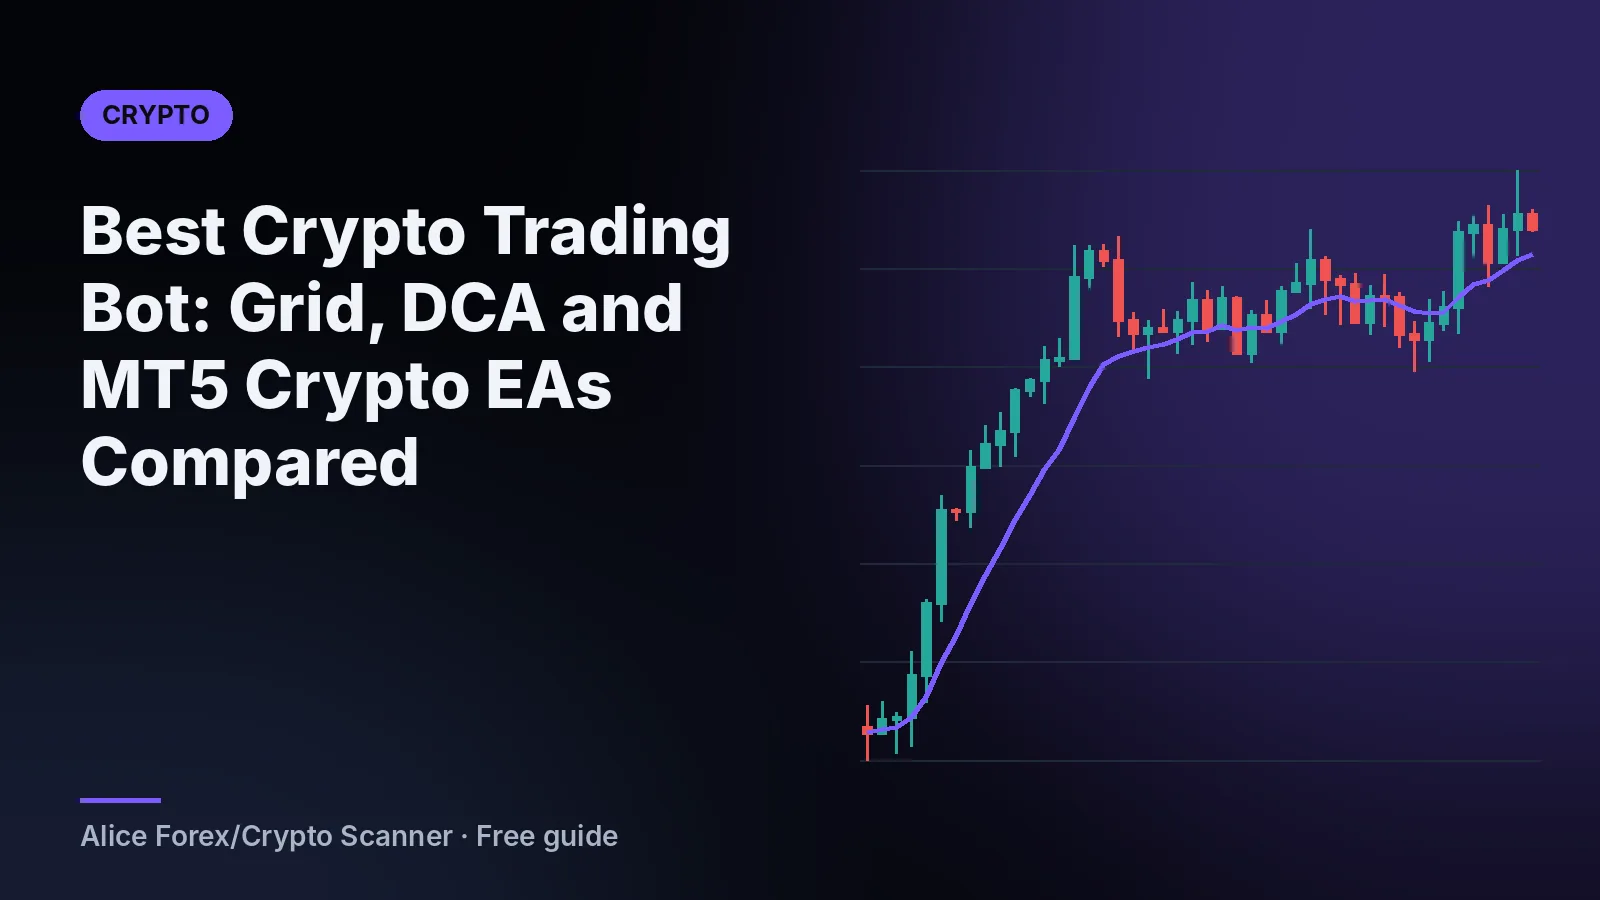 CRYPTO
Best Crypto Trading
Bot: Grid, DCA and
MT5 Crypto EAs
Compared
Alice Forex/Crypto Scanner · Free guide